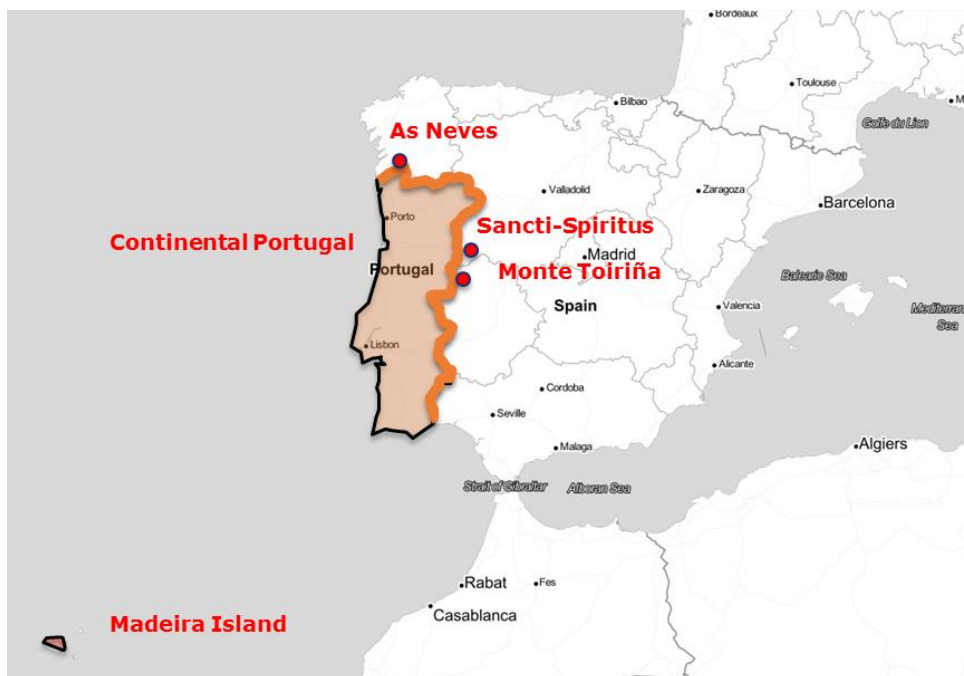 Bordeaux
Toulouse
Bilbao
M
Golfe du Lion
As Neves
Valladolid
Zaragoza
Barcelona
Porto
Sancti-Spiritus
Continental Portugal
Madrid
Portugal
Monte Toiriña
Balearic Sea
Spain
Valencia
Mediterran
Sea
Lisbon
Alicante
Cordoba
Seville
Malaga
Algiers
Strait of Gibraltar
Alboran Sea
Rabat
Fes
Casablanca
Madeira Island